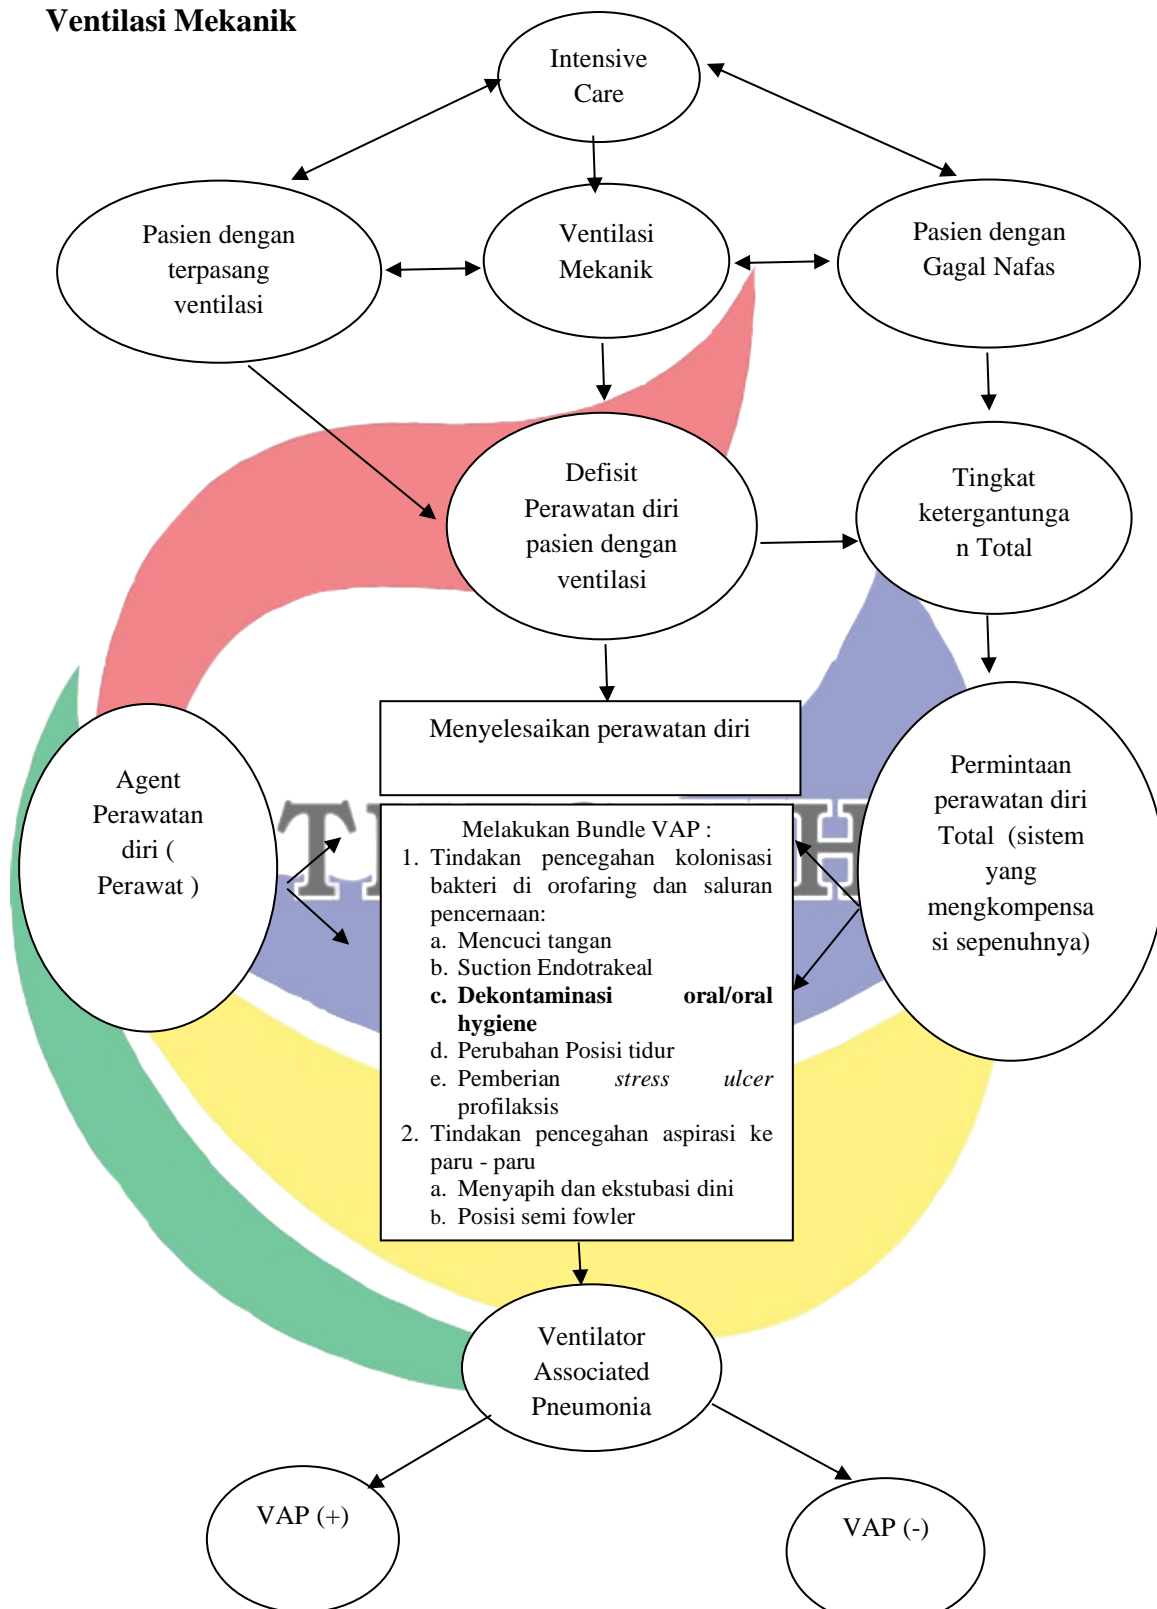 Ventilasi Mekanik
Intensive
Care
Pasien dengan
terpasang
ventilasi
Ventilasi
Mekanik
Pasien dengan
Gagal Nafas
Defisit
Perawatan diri
pasien dengan
ventilasi
Tingkat
ketergantunga
n Total
Menyelesaikan perawatan diri
Agent
Perawatan
diri (
Perawat )
Melakukan Bundle VAP :
1. Tindakan pencegahan kolonisasi
bakteri di orofaring dan saluran
pencernaan:
a. Mencuci tangan
b. Suction Endotrakeal
c. Dekontaminasi oral/oral
hygiene
d. Perubahan Posisi tidur
e. Pemberian stress ulcer
profilaksis
2. Tindakan pencegahan aspirasi ke
paru - paru
a. Menyapih dan ekstubasi dini
b. Posisi semi fowler
Permintaan
perawatan diri
Total (sistem
yang
mengkompensa
si sepenuhnya)
Ventilator
Associated
Pneumonia
VAP (+)
VAP (-)